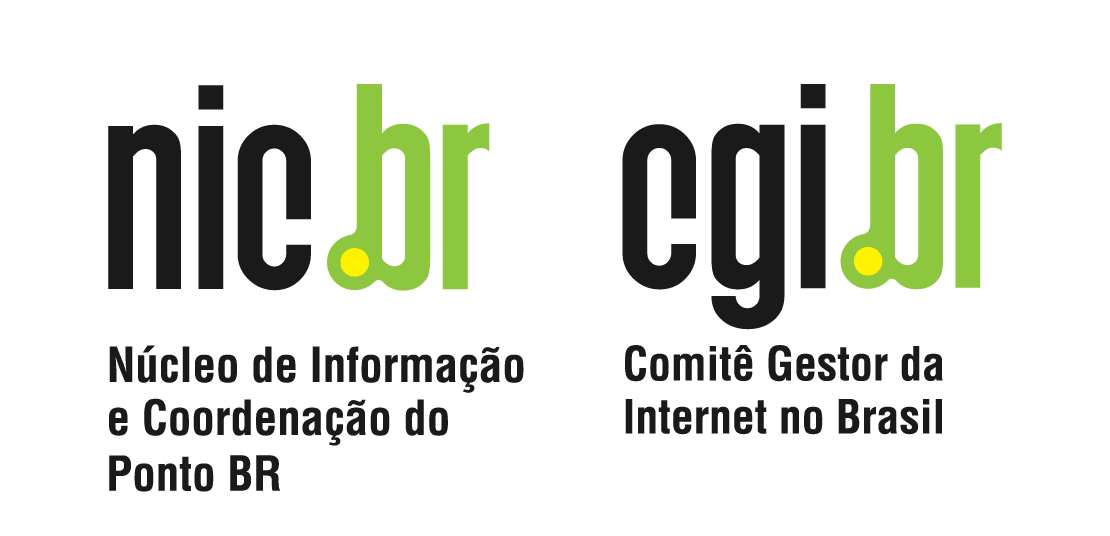 nic.br
Núcleo de Informação
e Coordenação do
Ponto BR
cgi.br
Comitê Gestor da
Internet no Brasil